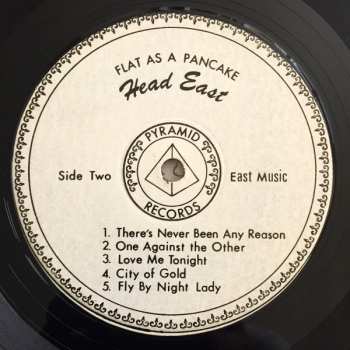 FLAT AS A PANCAKE
Head East
PYRAMID
RECORDS
Side Two
East Music
1. There's Never Been Any Reason
2. One Against the Other
3. Love Me Tonight
4. City of Gold
5. Fly By Night Lady